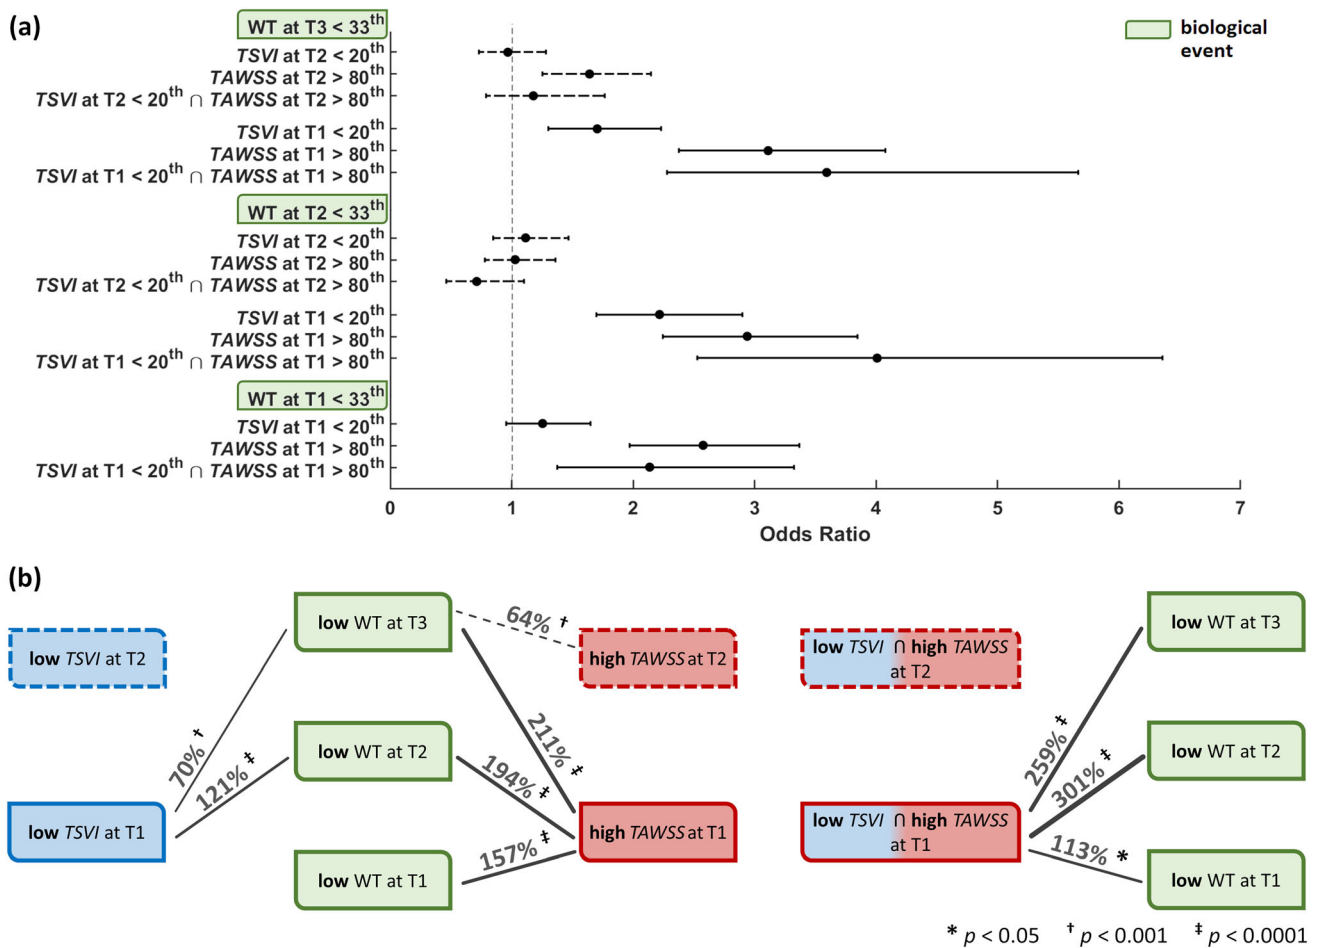 (a)
biological
event
WT at T3 < 33th
TSVI at T2 < 20th
TAWSS at T2 > 80th
TSVI at T2 < 20th ∩ TAWSS at T2 > 80th
TSVI at T1 < 20th
TAWSS at T1 > 80th
TSVI at T1 < 20th ∩ TAWSS at T1 > 80th
WT at T2 < 33th
TSVI at T2 < 20th
TAWSS at T2 > 80th
TSVI at T2 < 20th ∩ TAWSS at T2 > 80th
TSVI at T1 < 20th
TAWSS at T1 > 80th
TSVI at T1 < 20th ∩ TAWSS at T1 > 80th
WT at T1 < 33th
TSVI at T1 < 20th
TAWSS at T1 > 80th
TSVI at T1 < 20th ∩ TAWSS at T1 > 80th
0 1 2 3 4 5 6 7
Odds Ratio
(b)
low TSVI at T2
low TSVI at T1
70% †
121% ‡
low WT at T3
low WT at T2
low WT at T1
64% †
211% ‡
194% ‡
157% ‡
high TAWSS at T2
high TAWSS at T1
low TSVI ∩ high TAWSS
at T2
low TSVI ∩ high TAWSS
at T1
259% ‡
301% ‡
113% *
low WT at T3
low WT at T2
low WT at T1
* p < 0.05 † p < 0.001 ‡ p < 0.0001